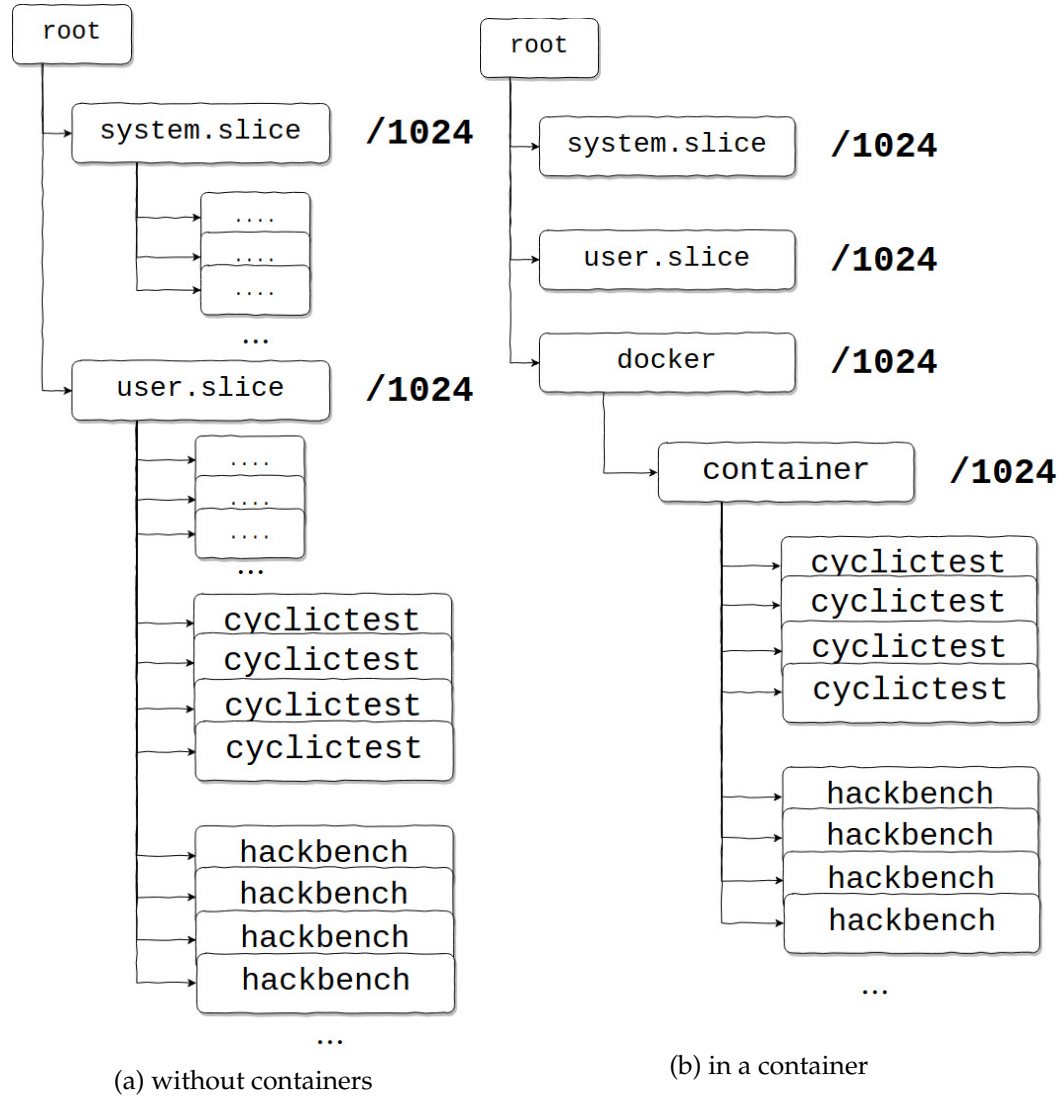 root
system.slice /1024
....
....
....
...
user.slice /1024
....
....
....
...
cyclictest
cyclictest
cyclictest
cyclictest
hackbench
hackbench
hackbench
hackbench
...
(a) without containers
root
system.slice /1024
user.slice /1024
docker /1024
container /1024
cyclictest
cyclictest
cyclictest
cyclictest
hackbench
hackbench
hackbench
hackbench
...
(b) in a container